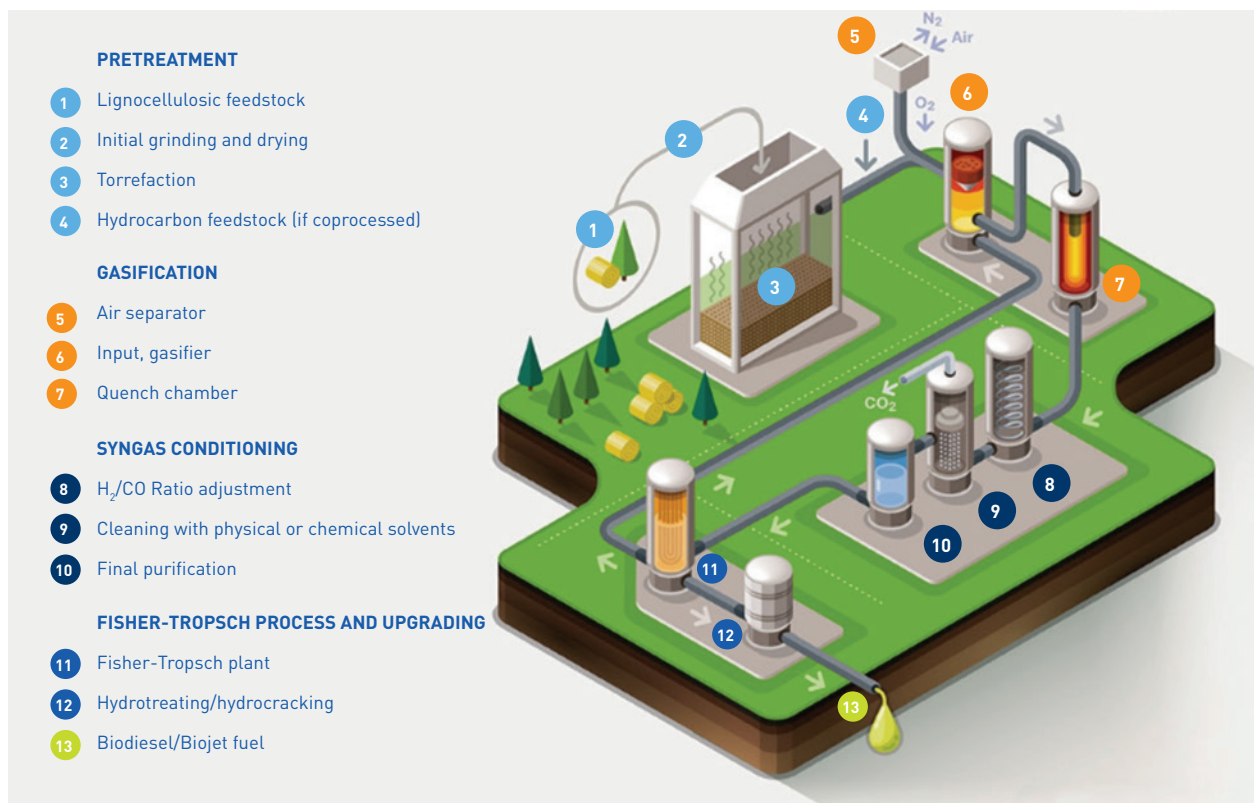 PRETREATMENT
1 Lignocellulosic feedstock
2 Initial grinding and drying
3 Torrefaction
4 Hydrocarbon feedstock (if coprocessed)
GASIFICATION
5 Air separator
6 Input, gasifier
7 Quench chamber
SYNGAS CONDITIONING
8 H₂/CO Ratio adjustment
9 Cleaning with physical or chemical solvents
10 Final purification
FISHER-TROPSCH PROCESS AND UPGRADING
11 Fisher-Tropsch plant
12 Hydrotreating/hydrocracking
13 Biodiesel/Biojet fuel
N₂
5
Air
6
O₂
4
2
1
3
7
CO₂
8
9
10
11
12
13